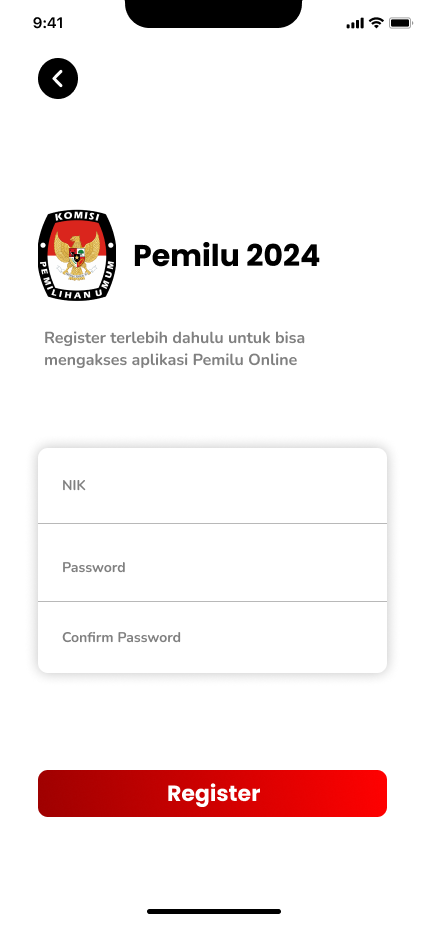 9:41
KOMISI
PEMILIHAN UMUM
Pemilu 2024
Register terlebih dahulu untuk bisa
mengakses aplikasi Pemilu Online
NIK
Password
Confirm Password
Register